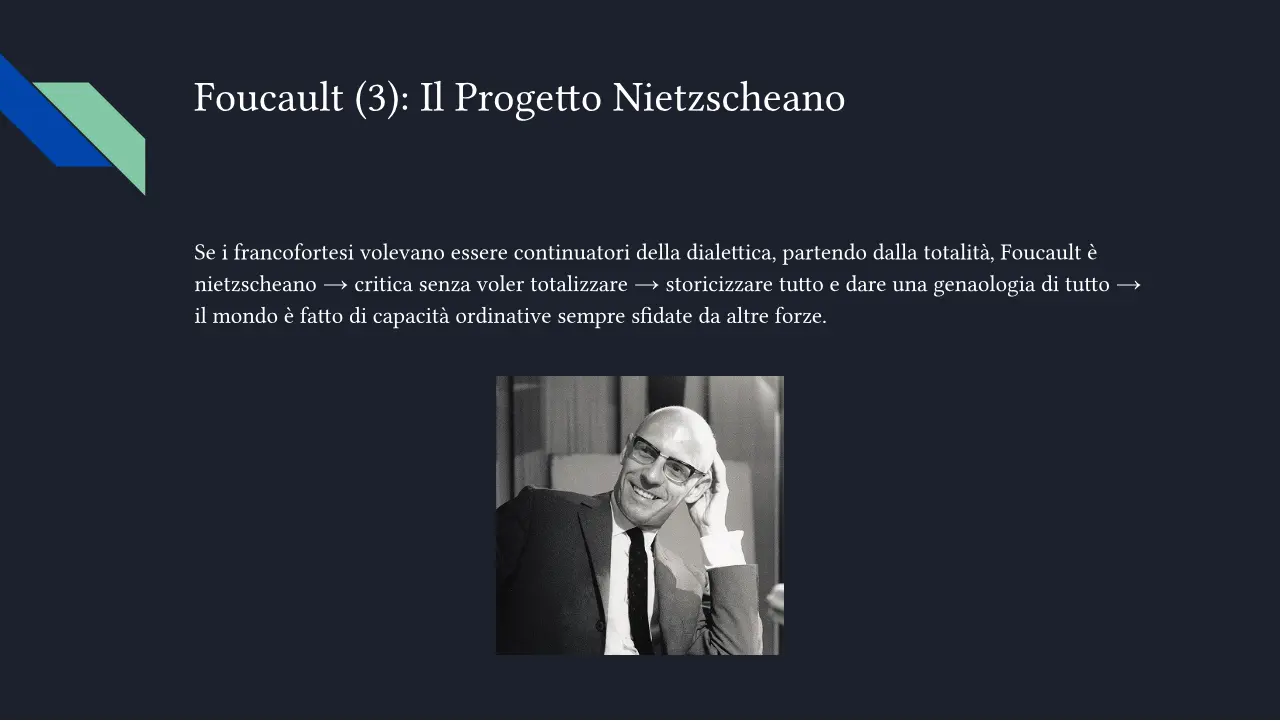 Foucault (3): Il Progetto Nietzscheano
Se i francofortesi volevano essere continuatori della dialettica, partendo dalla totalità, Foucault è
nietzscheano → critica senza voler totalizzare → storicizzare tutto e dare una genaologia di tutto →
il mondo è fatto di capacità ordinative sempre sfidate da altre forze.